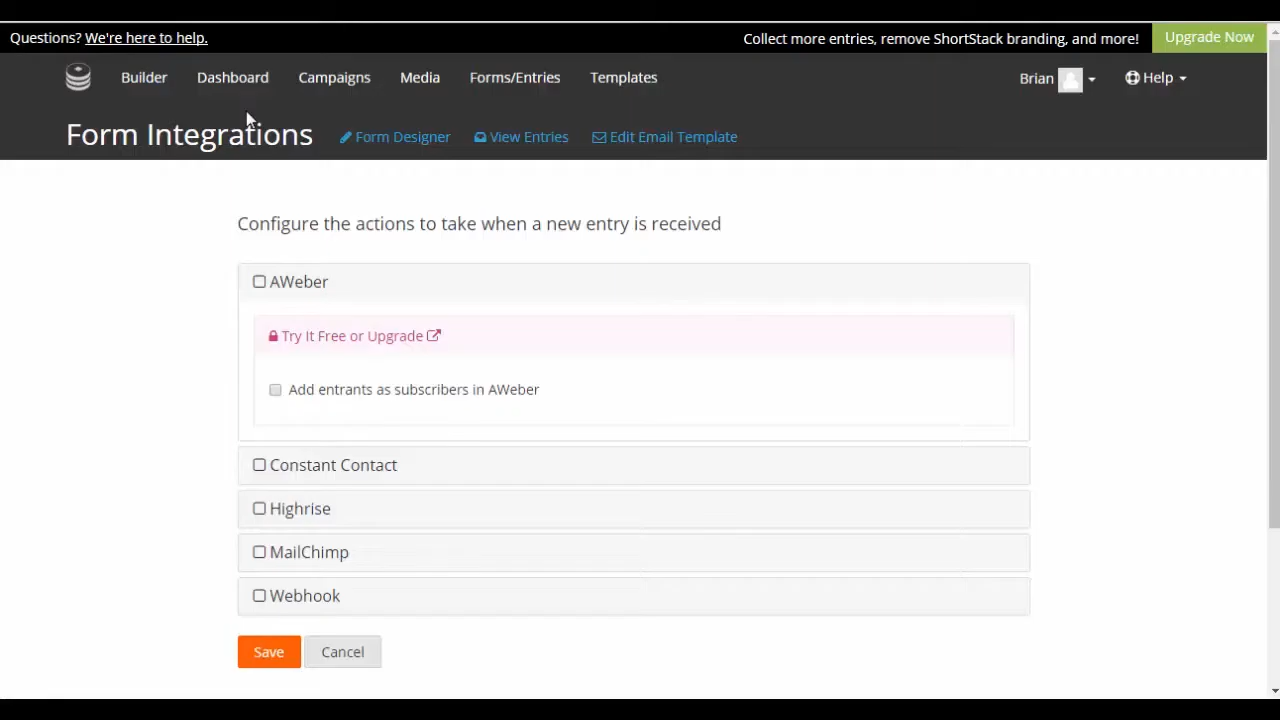 Questions? We're here to help.
Collect more entries, remove ShortStack branding, and more!
Upgrade Now
Builder Dashboard Campaigns Media Forms/Entries Templates
Brian
Help
Form Integrations
Form Designer
View Entries
Edit Email Template
Configure the actions to take when a new entry is received
AWeber
Try It Free or Upgrade
Add entrants as subscribers in AWeber
Constant Contact
Highrise
MailChimp
Webhook
Save
Cancel